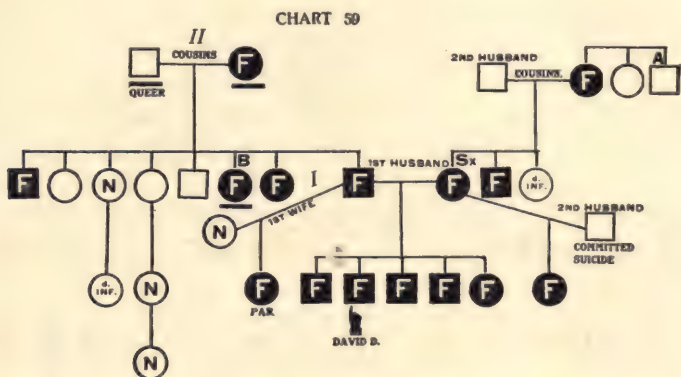 CHART 59
II
COUSINS
F
QUEER
2ND HUSBAND
COUSINS.
F
A
F
N
B
F
F
I
F
1ST HUSBAND
Sx
F
F
d. INF.
N
1ST WIFE
2ND HUSBAND
COMMITTED
SUICIDE
d. INF.
N
F
PAR.
F
F
F
F
F
F
DAVID D.
N